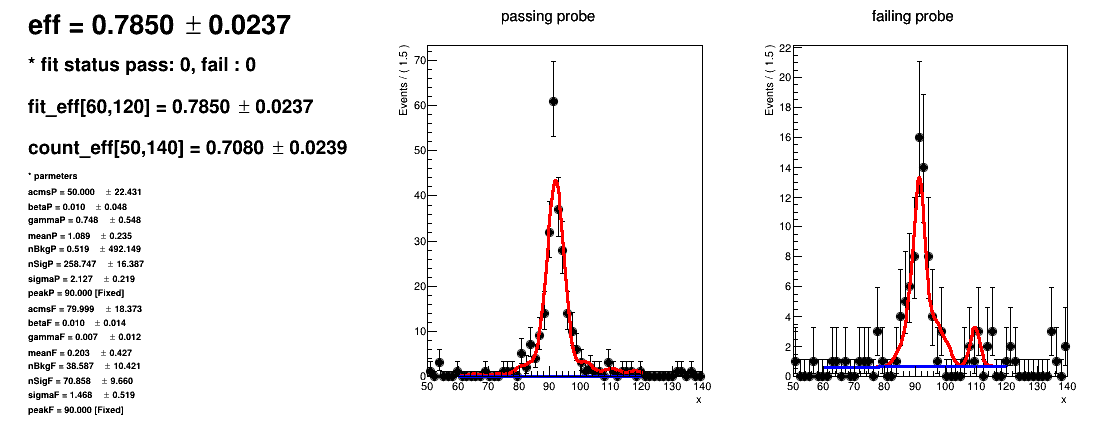 eff = 0.7850 ± 0.0237
* fit status pass: 0, fail : 0
fit_eff[60,120] = 0.7850 ± 0.0237
count_eff[50,140] = 0.7080 ± 0.0239
* parmeters
acmsP = 50.000 ± 22.431
betaP = 0.010 ± 0.048
gammaP = 0.748 ± 0.548
meanP = 1.089 ± 0.235
nBkgP = 0.519 ± 492.149
nSigP = 258.747 ± 16.387
sigmaP = 2.127 ± 0.219
peakP = 90.000 [Fixed]
acmsF = 79.999 ± 18.373
betaF = 0.010 ± 0.014
gammaF = 0.007 ± 0.012
meanF = 0.203 ± 0.427
nBkgF = 38.587 ± 10.421
nSigF = 70.858 ± 9.660
sigmaF = 1.468 ± 0.519
peakF = 90.000 [Fixed]
passing probe
Events / ( 1.5 )
70
60
50
40
30
20
10
0
50 60 70 80 90 100 110 120 130 140
x
failing probe
Events / ( 1.5 )
22
20
18
16
14
12
10
8
6
4
2
0
50 60 70 80 90 100 110 120 130 140
x